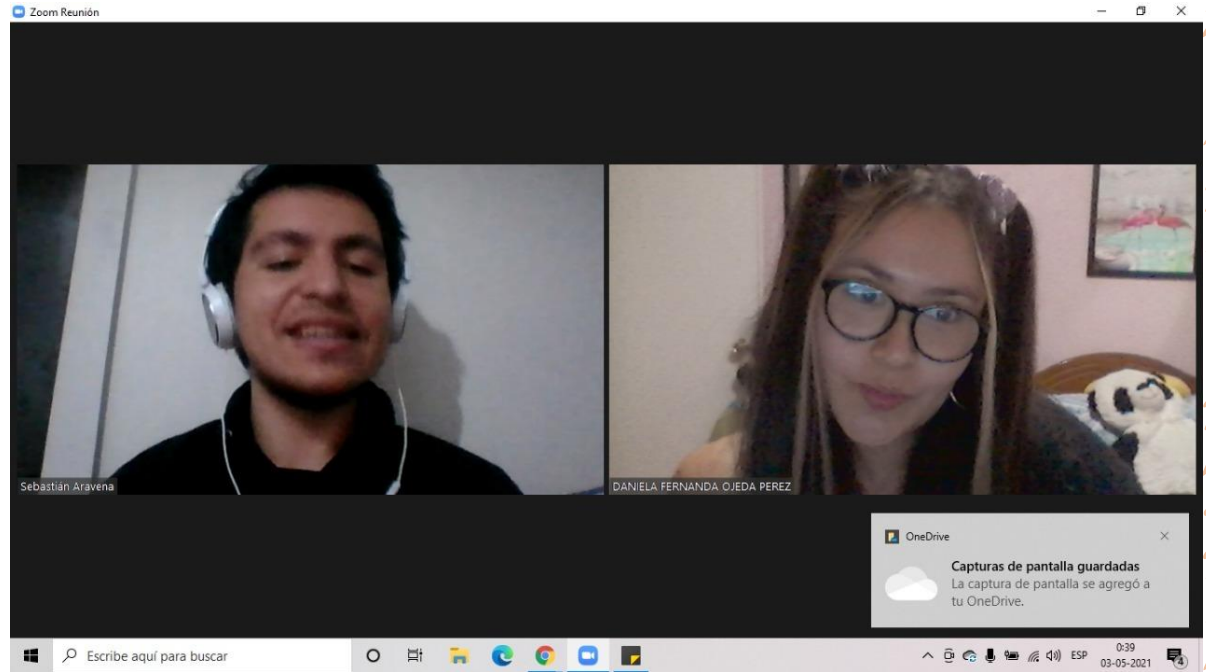 Zoom Reunión
Sebastián Aravena
DANIELA FERNANDA OJEDA PEREZ
OneDrive
Capturas de pantalla guardadas
La captura de pantalla se agregó a
tu OneDrive.
Escribe aquí para buscar
ESP
0:39
03-05-2021
4